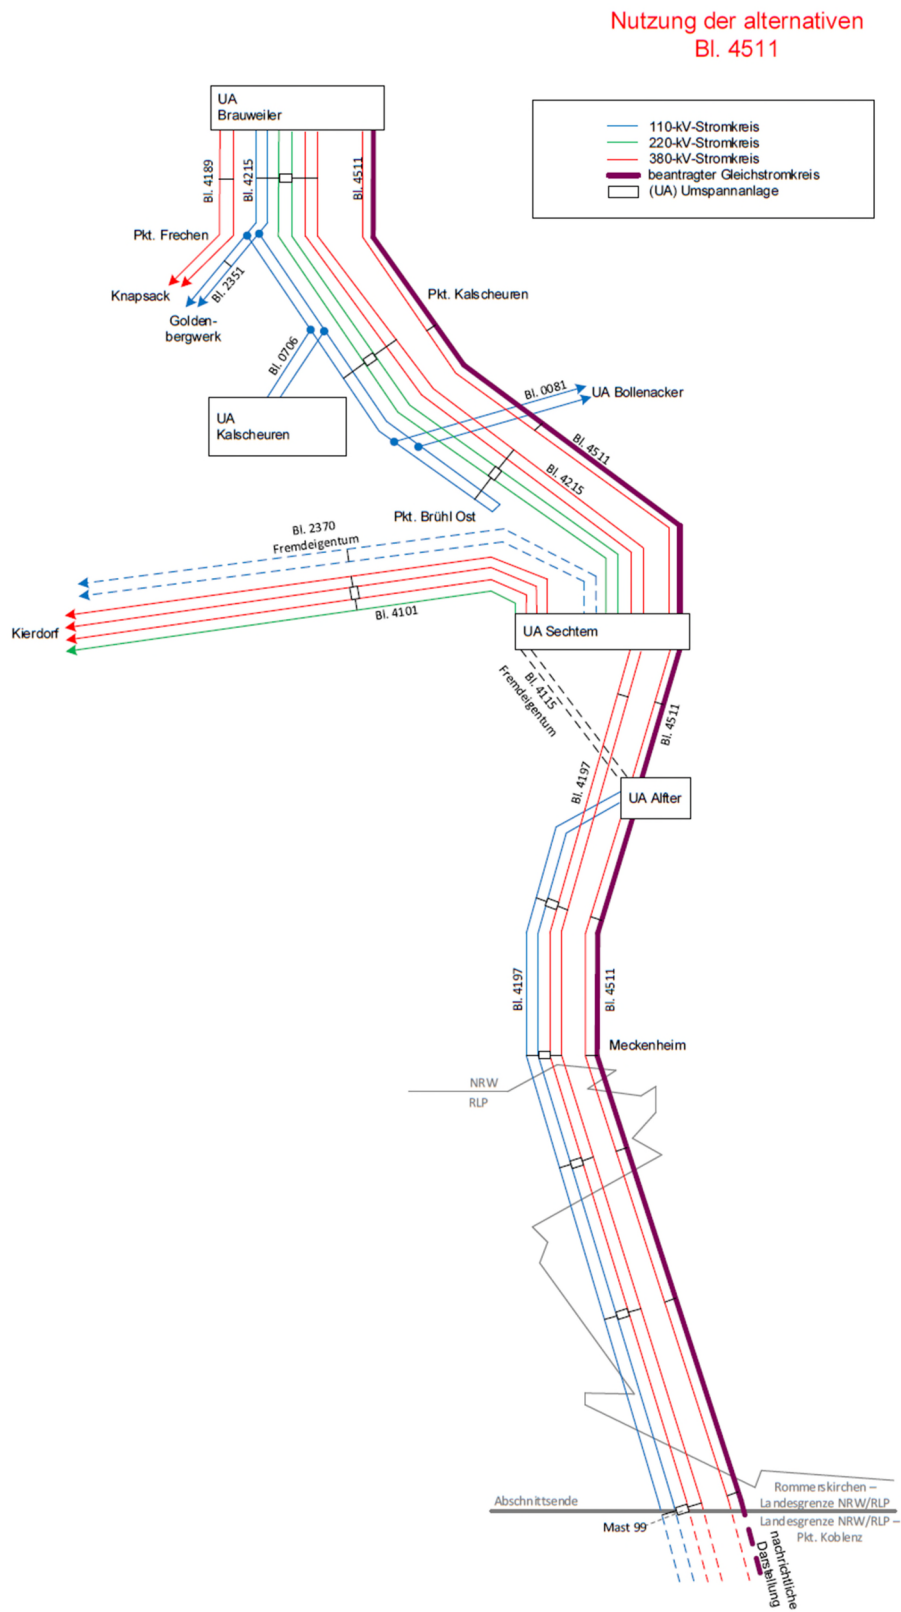 Nutzung der alternativen
Bl. 4511
UA
Brauweiler
110-kV-Stromkreis
220-kV-Stromkreis
380-kV-Stromkreis
beantragter Gleichstromkreis
(UA) Umspannanlage
Bl. 4189
Bl. 4215
Bl. 4511
Pkt. Frechen
Knapsack
Bl. 2351
Golden-
bergwerk
Pkt. Kalscheuren
Bl. 0706
UA
Kalscheuren
Bl. 0081
UA Bollenacker
Bl. 4511
Bl. 4215
Pkt. Brühl Ost
Bl. 2370
Fremdeigentum
Bl. 4101
Kierdorf
UA Sechtem
Bl. 4115
Fremdeigentum
Bl. 4511
Bl. 4197
UA Alfter
Bl. 4197
Bl. 4511
Meckenheim
NRW
RLP
Rommerskirchen –
Landesgrenze NRW/RLP
Abschnittsende
Landesgrenze NRW/RLP –
Pkt. Koblenz
Mast 99
nachrichtliche
Darstellung